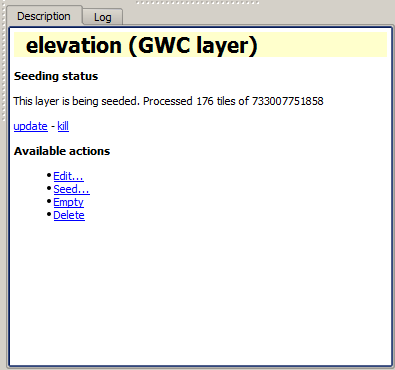 Description
Log
elevation (GWC layer)
Seeding status
This layer is being seeded. Processed 176 tiles of 733007751858
update - kill
Available actions
• Edit...
• Seed...
• Empty
• Delete